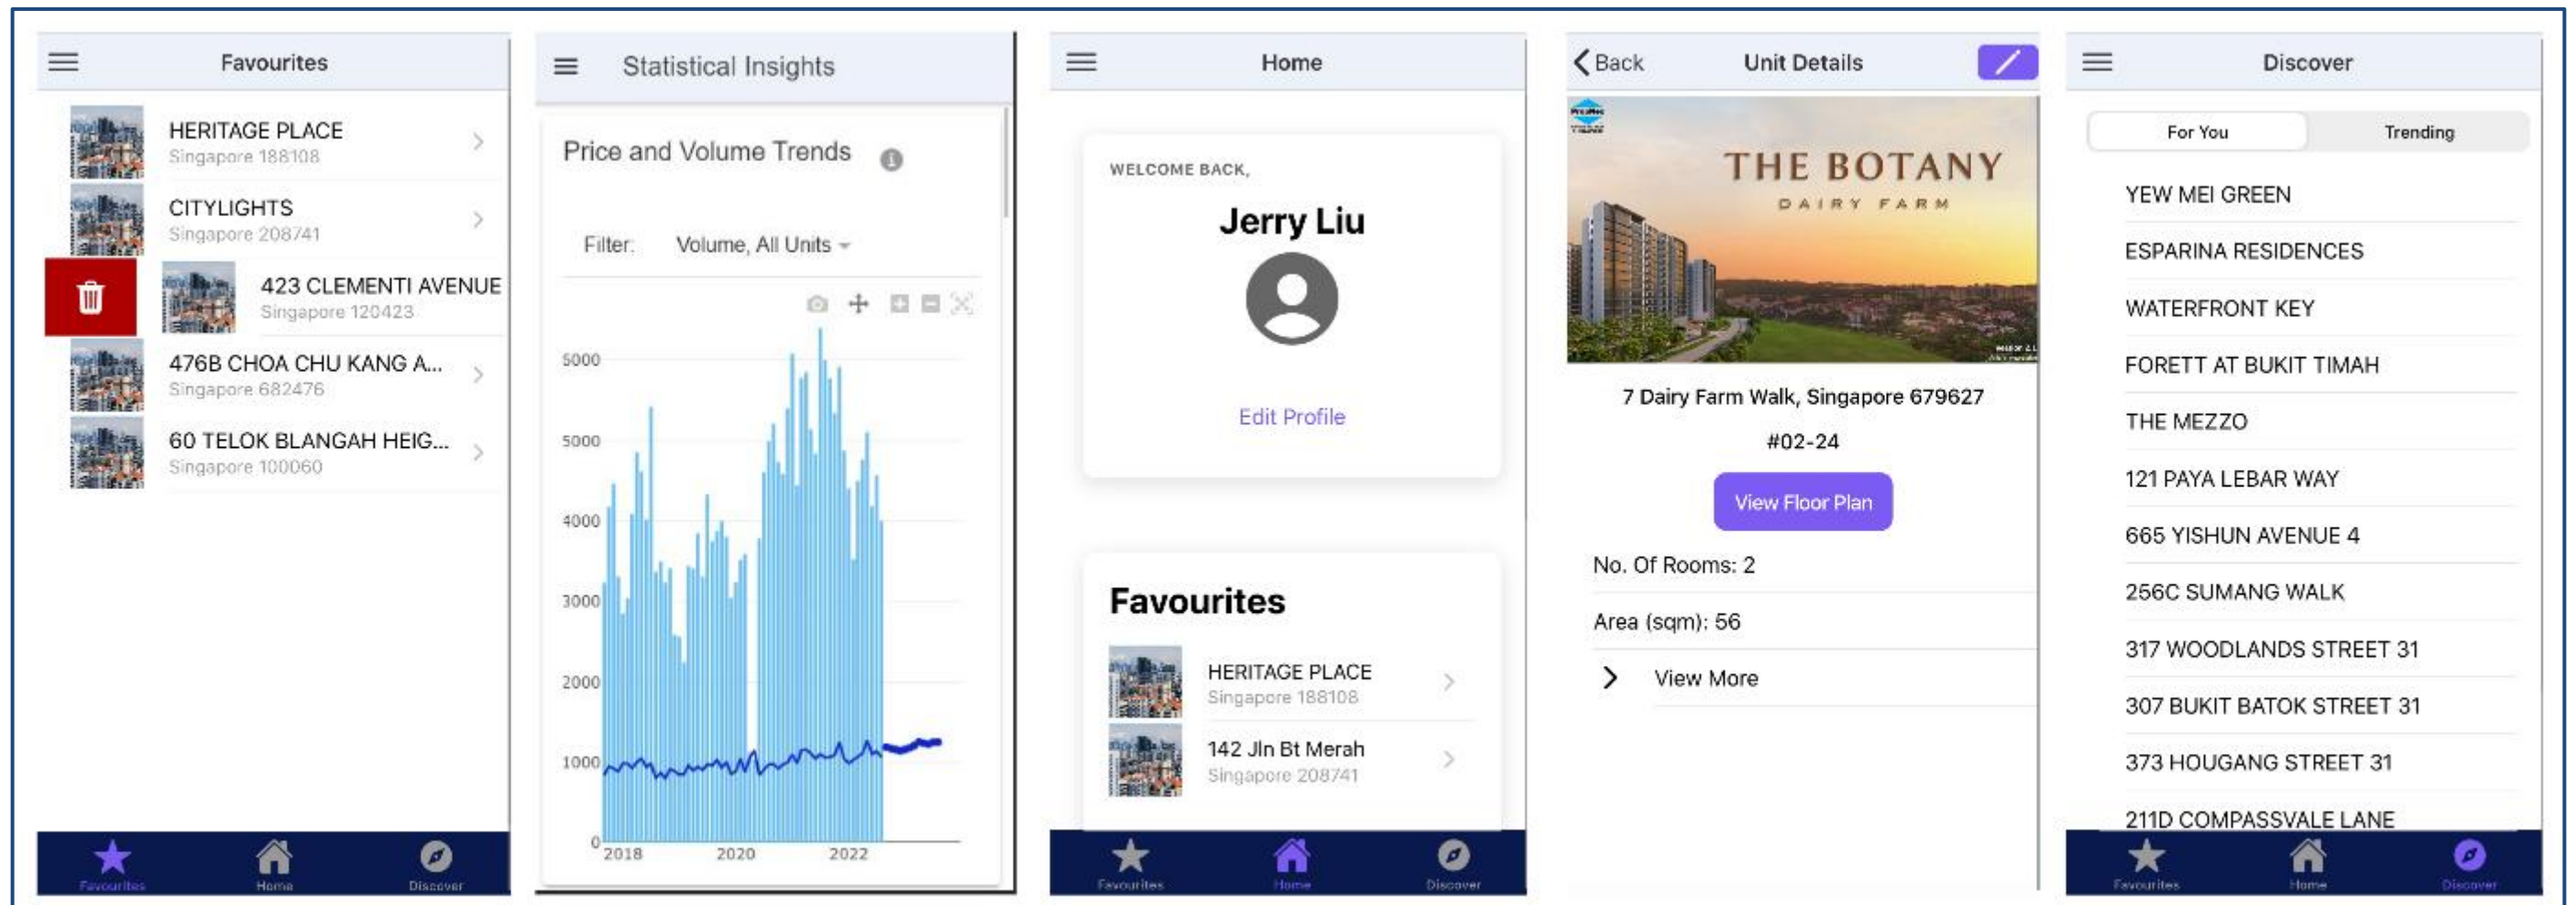 Favourites
HERITAGE PLACE
Singapore 188108
CITYLIGHTS
Singapore 208741
423 CLEMENTI AVENUE
Singapore 120423
476B CHOA CHU KANG A...
Singapore 682476
60 TELOK BLANGAH HEIG...
Singapore 100060
Favourites
Home
Discover
Statistical Insights
Price and Volume Trends
Filter:
Volume, All Units
6000
5000
4000
3000
2000
1000
0
2018
2020
2022
Home
WELCOME BACK,
Jerry Liu
Edit Profile
Favourites
HERITAGE PLACE
Singapore 188108
142 Jln Bt Merah
Singapore 208741
Favourites
Home
Discover
Back
Unit Details
THE BOTANY
DAIRY FARM
7 Dairy Farm Walk, Singapore 679627
#02-24
View Floor Plan
No. Of Rooms: 2
Area (sqm): 56
View More
Discover
For You
Trending
YEW MEI GREEN
ESPARINA RESIDENCES
WATERFRONT KEY
FORETT AT BUKIT TIMAH
THE MEZZO
121 PAYA LEBAR WAY
665 YISHUN AVENUE 4
256C SUMANG WALK
317 WOODLANDS STREET 31
307 BUKIT BATOK STREET 31
373 HOUGANG STREET 31
211D COMPASSVALE LANE
Favourites
Home
Discover